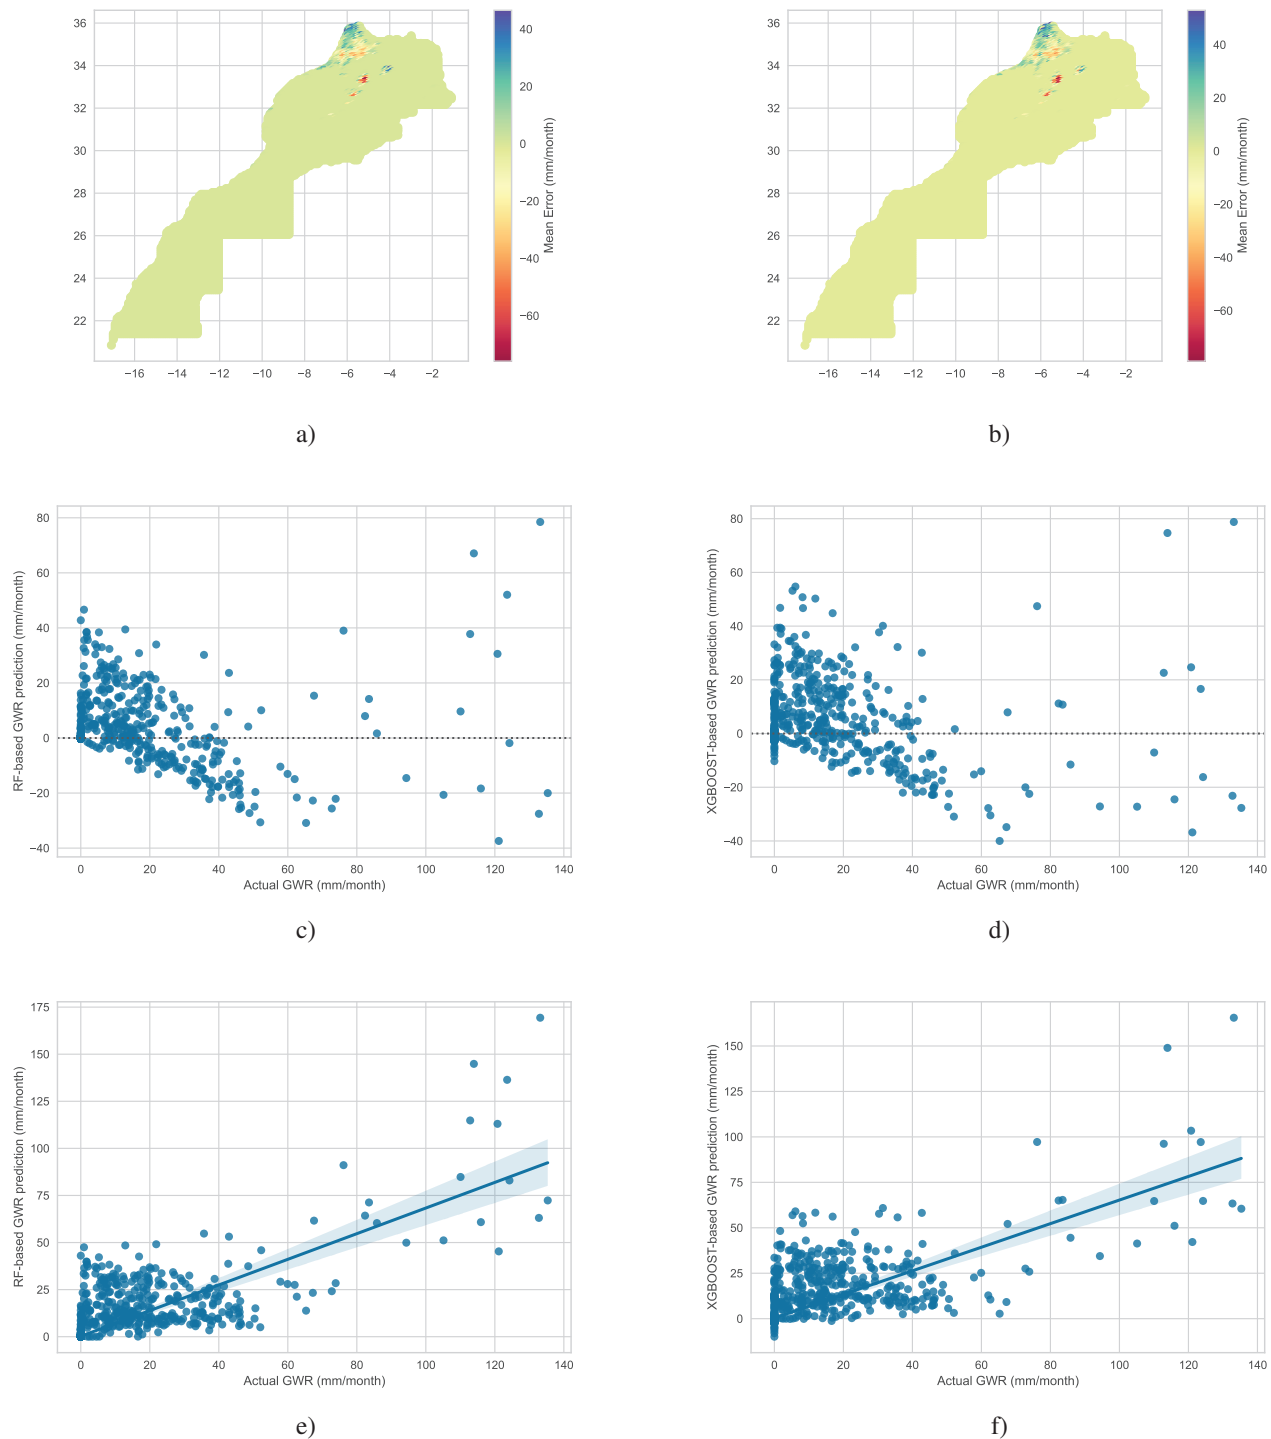 36
34
32
30
28
26
24
22
−16 −14 −12 −10 −8 −6 −4 −2
40
20
0
−20
−40
−60
Mean Error (mm/month)
36
34
32
30
28
26
24
22
−16 −14 −12 −10 −8 −6 −4 −2
40
20
0
−20
−40
−60
Mean Error (mm/month)
a)
b)
RF-based GWR prediction (mm/month)
80
60
40
20
0
−20
−40
0 20 40 60 80 100 120 140
Actual GWR (mm/month)
XGBOOST-based GWR prediction (mm/month)
80
60
40
20
0
−20
−40
0 20 40 60 80 100 120 140
Actual GWR (mm/month)
c)
d)
RF-based GWR prediction (mm/month)
175
150
125
100
75
50
25
0
0 20 40 60 80 100 120 140
Actual GWR (mm/month)
XGBOOST-based GWR prediction (mm/month)
150
125
100
75
50
25
0
0 20 40 60 80 100 120 140
Actual GWR (mm/month)
e)
f)